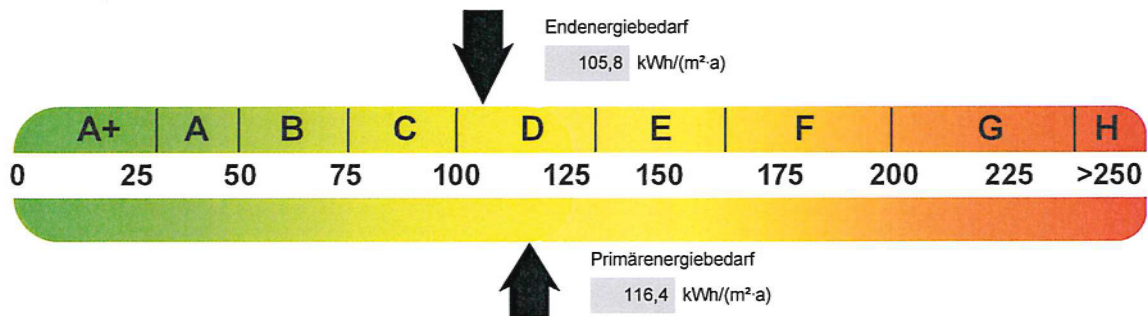 Endenergiebedarf
105,8 kWh/(m²·a)
A+ A B C D E F G H
0 25 50 75 100 125 150 175 200 225 >250
Primärenergiebedarf
116,4 kWh/(m²·a)